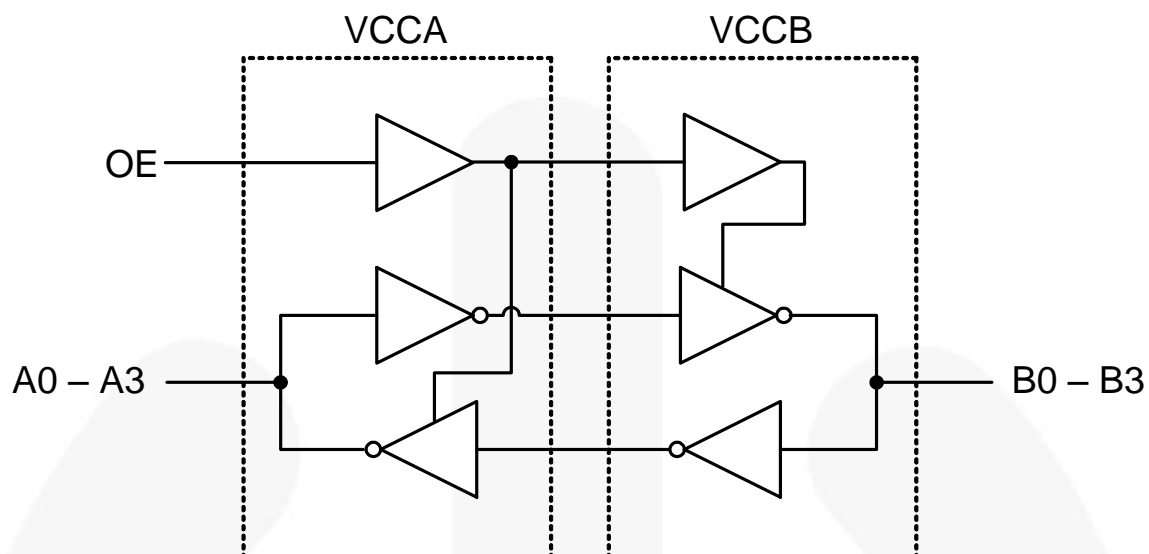 VCCA
VCCB
OE
A0 – A3
B0 – B3